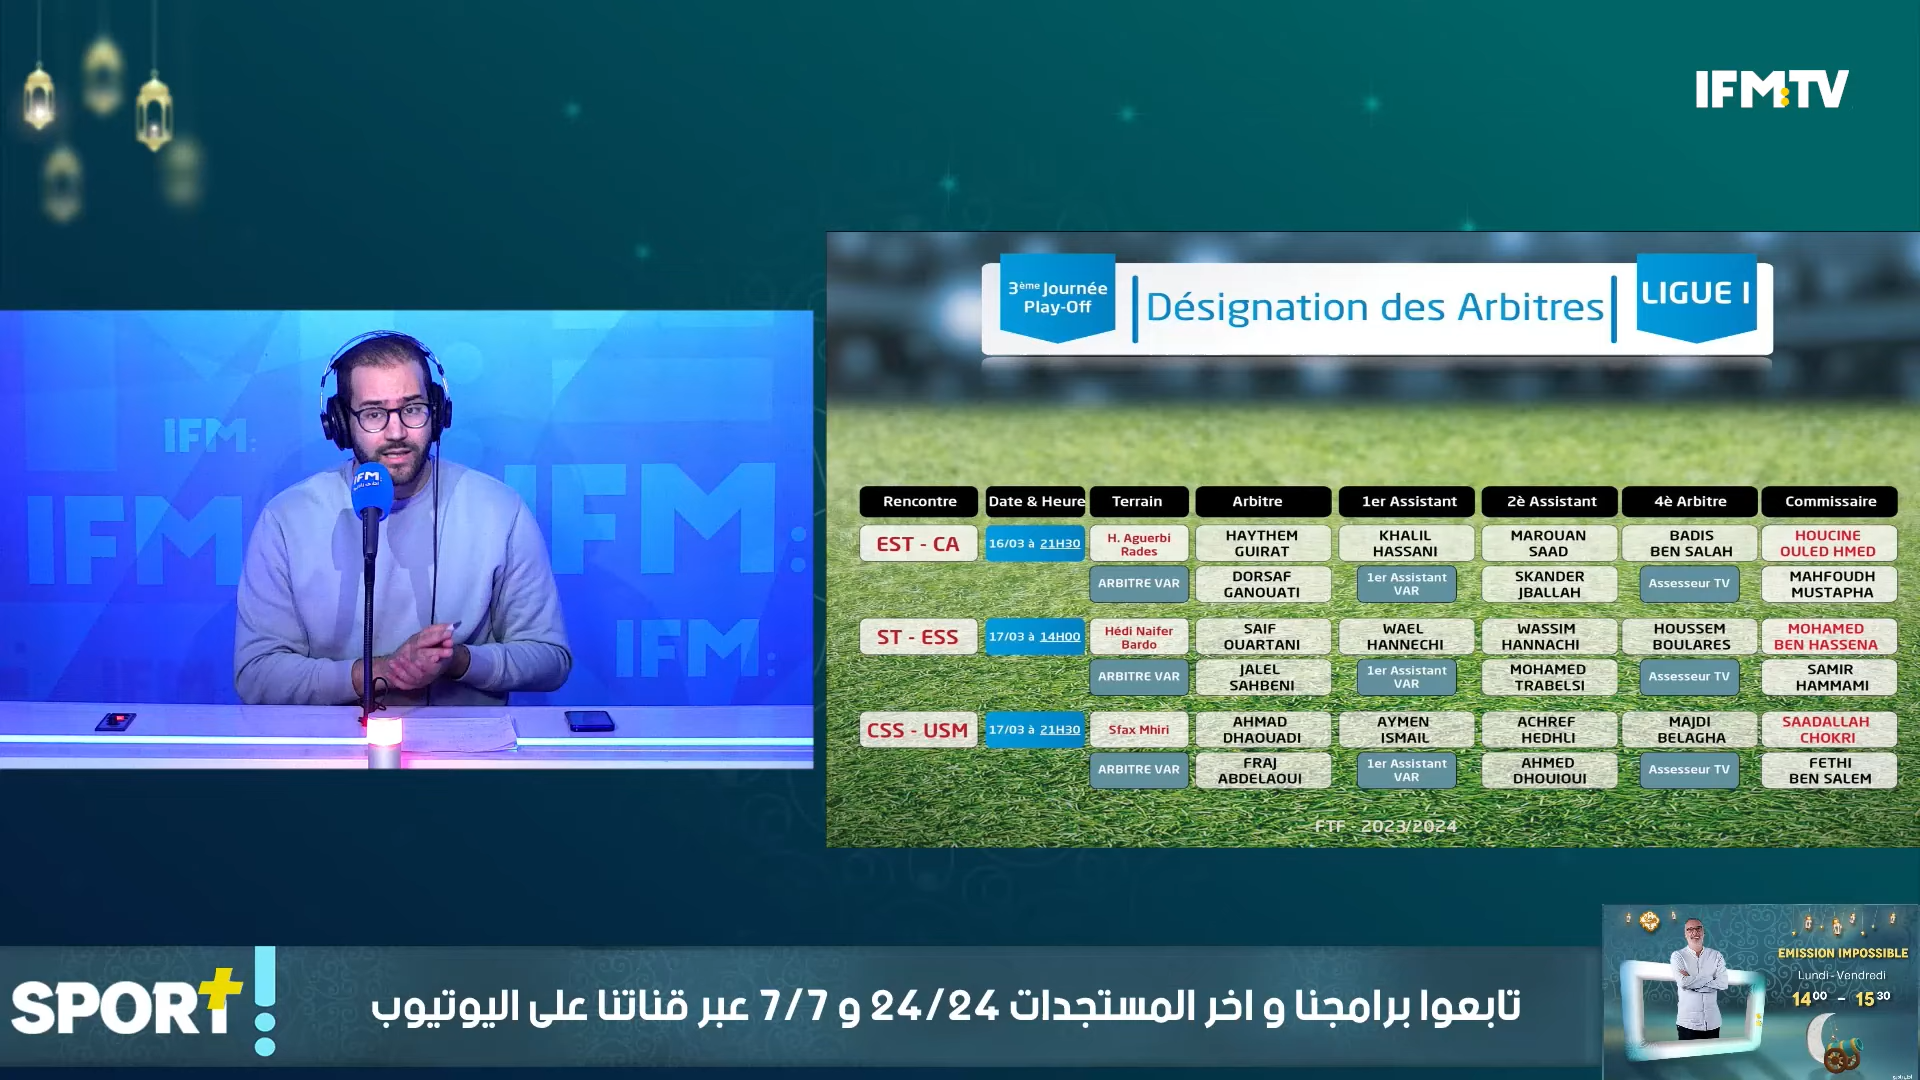 IFM:TV
3ème Journée
Play-Off
Désignation des Arbitres
LIGUE I
IFM:
IFM
IFM:
IFM:
IFM
Rencontre Date & Heure Terrain Arbitre 1er Assistant 2è Assistant 4è Arbitre Commissaire
EST - CA 16/03 à 21H30 H. Aguerbi Rades HAYTHEM GUIRAT KHALIL HASSANI MAROUAN SAAD BADIS BEN SALAH HOUCINE OULED HMED
ARBITRE VAR DORSAF GANOUATI 1er Assistant VAR SKANDER JBALLAH Assesseur TV MAHFOUDH MUSTAPHA
ST - ESS 17/03 à 14H00 Hédi Naifer Bardo SAIF OUARTANI WAEL HANNECHI WASSIM HANNACHI HOUSSEM BOULARES MOHAMED BEN HASSENA
ARBITRE VAR JALEL SAHBENI 1er Assistant VAR MOHAMED TRABELSI Assesseur TV SAMIR HAMMAMI
CSS - USM 17/03 à 21H30 Sfax Mhiri AHMAD DHAOUADI AYMEN ISMAIL ACHREF HEDHLI MAJDI BELAGHA SAADALLAH CHOKRI
ARBITRE VAR FRAJ ABDELAOUI 1er Assistant VAR AHMED DHOUIOUI Assesseur TV FETHI BEN SALEM
FTF - 2023/2024
SPORT+!
تابعوا برامجنا و اخر المستجدات 24/24 و 7/7 عبر قناتنا على اليوتيوب
EMISSION IMPOSSIBLE
Lundi - Vendredi
1400 - 15 30